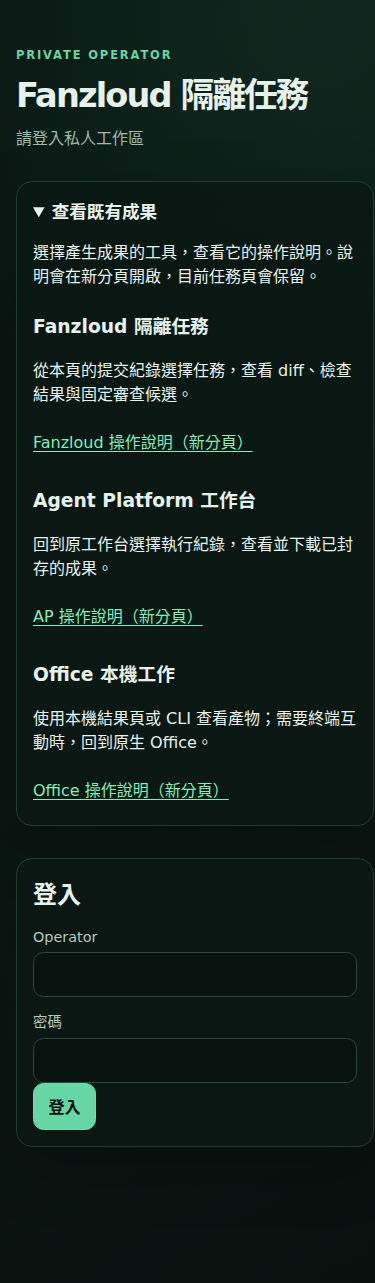 PRIVATE OPERATOR
Fanzloud 隔離任務
請登入私人工作區
▼ 查看既有成果
選擇產生成果的工具，查看它的操作說明。說
明會在新分頁開啟，目前任務頁會保留。
Fanzloud 隔離任務
從本頁的提交紀錄選擇任務，查看 diff、檢查
結果與固定審查候選。
Fanzloud 操作說明（新分頁）
Agent Platform 工作台
回到原工作台選擇執行紀錄，查看並下載已封
存的成果。
AP 操作說明（新分頁）
Office 本機工作
使用本機結果頁或 CLI 查看產物；需要終端互
動時，回到原生 Office。
Office 操作說明（新分頁）
登入
Operator
密碼
登入